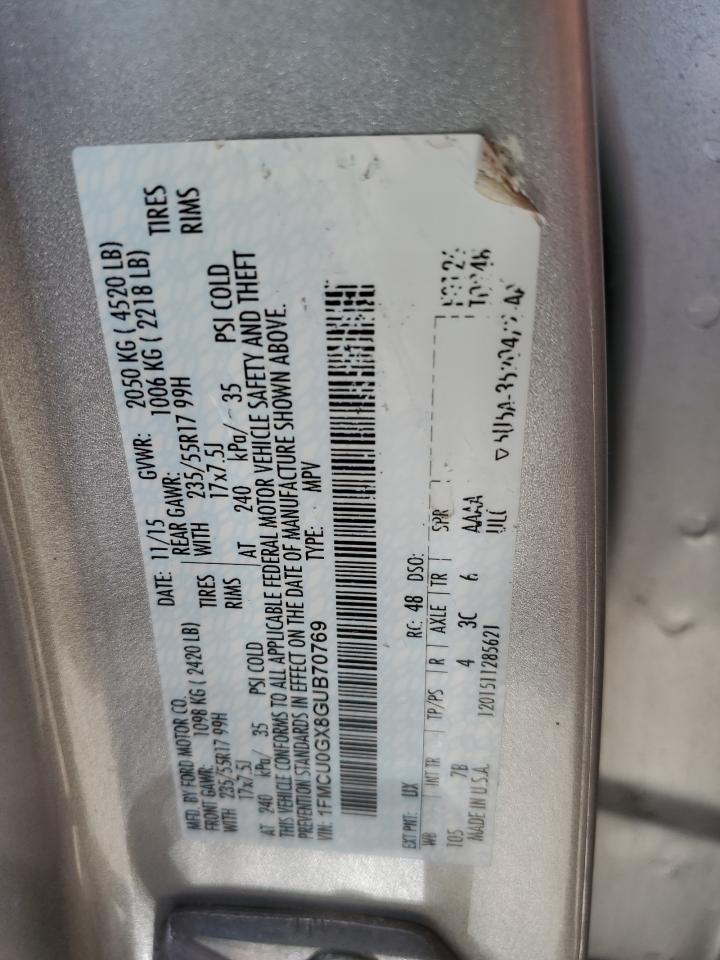 MFD. BY FORD MOTOR CO.
DATE: 11/15 GVWR: 2050 KG ( 4520 LB)
FRONT GAWR: 1098 KG ( 2420 LB) REAR GAWR: 1006 KG ( 2218 LB)
WITH 235/55R17 99H TIRES WITH 235/55R17 99H TIRES
17x7.5J RIMS 17x7.5J RIMS
AT 240 kPa/ 35 PSI COLD AT 240 kPa/ 35 PSI COLD
THIS VEHICLE CONFORMS TO ALL APPLICABLE FEDERAL MOTOR VEHICLE SAFETY AND THEFT
PREVENTION STANDARDS IN EFFECT ON THE DATE OF MANUFACTURE SHOWN ABOVE.
VIN: 1FMCU0GX8GUB70769 TYPE: MPV
EXT PNT: UX RC: 48 DSO:
WB INT TR TP/PS R AXLE TR SPR
105 7B 4 3C 6 AAAA
MADE IN U.S.A. 1201511285621